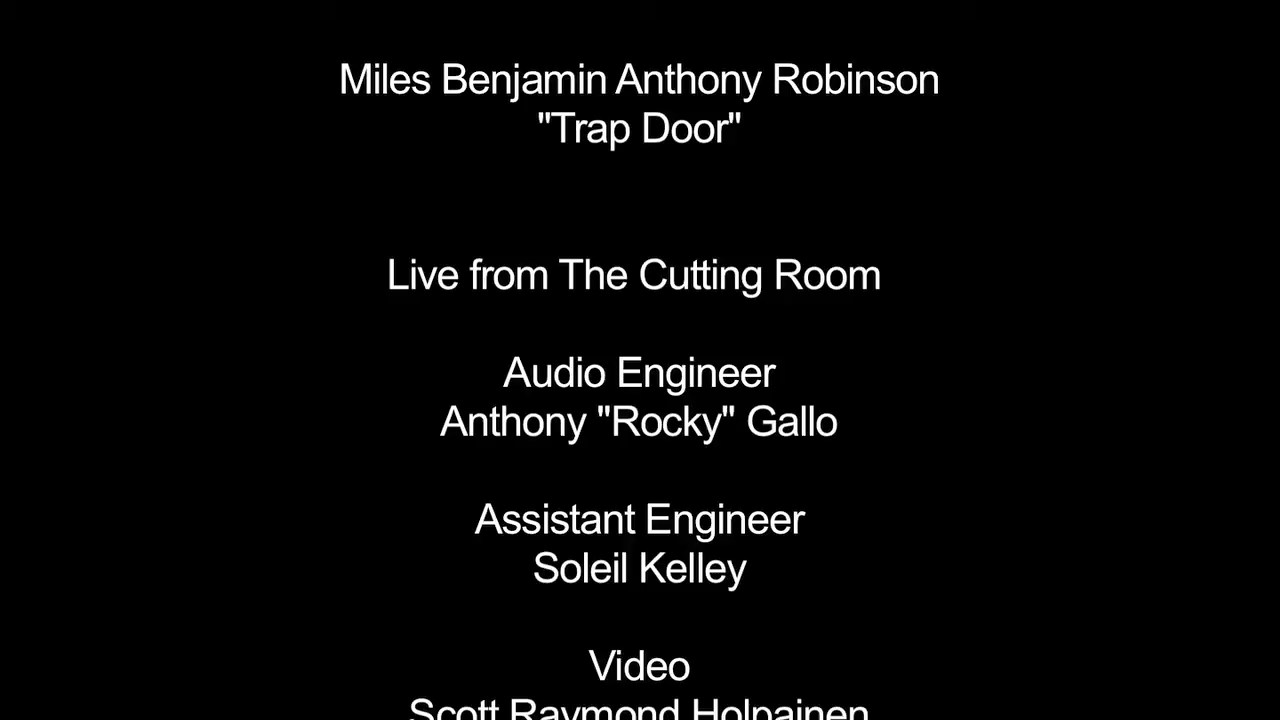 Miles Benjamin Anthony Robinson
"Trap Door"
Live from The Cutting Room
Audio Engineer
Anthony "Rocky" Gallo
Assistant Engineer
Soleil Kelley
Video
Scott Raymond Holpainen